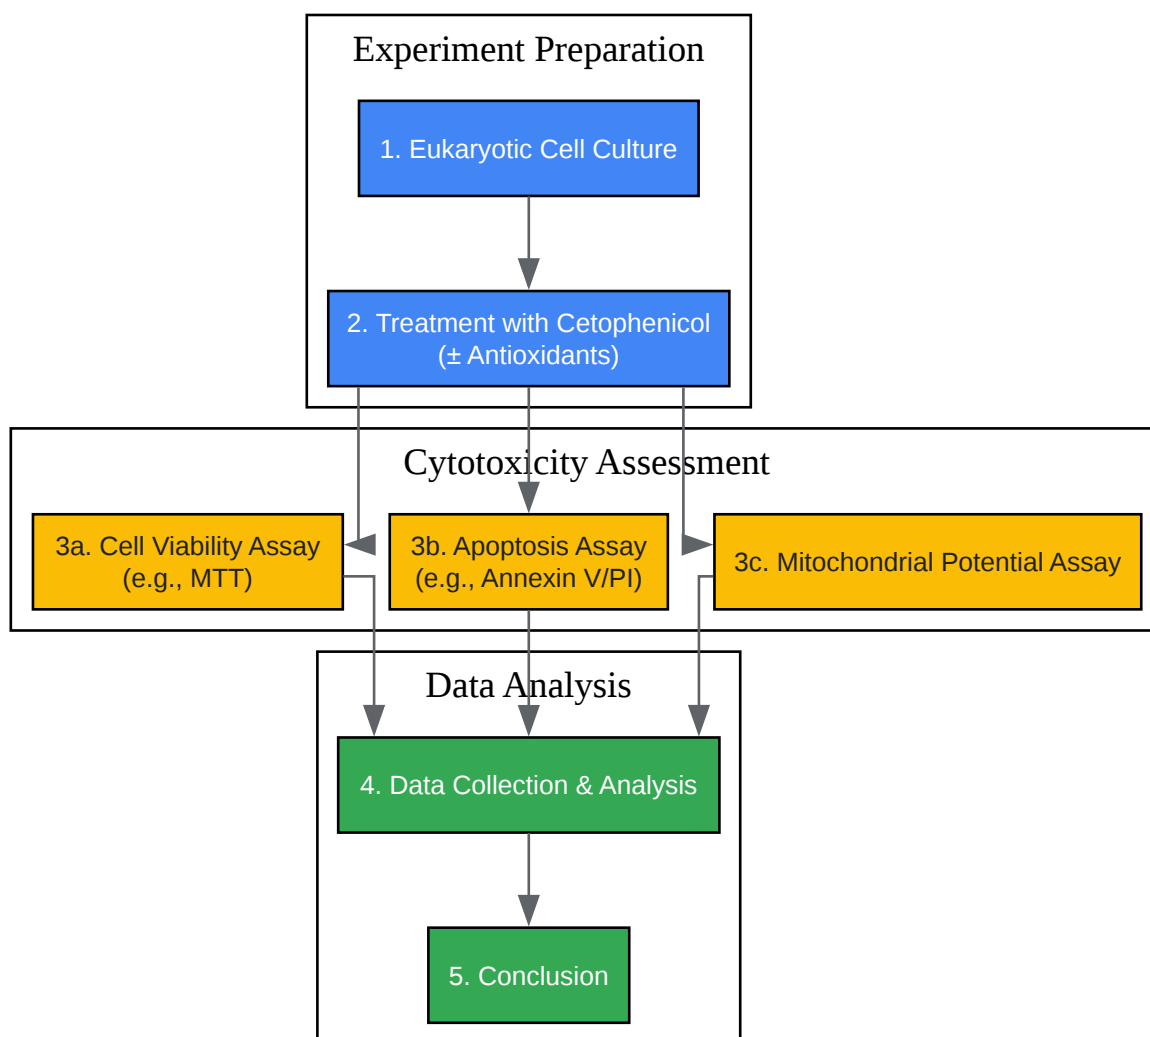 Experiment Preparation
1. Eukaryotic Cell Culture
2. Treatment with Cetophenicol
(± Antioxidants)
Cytotoxicity Assessment
3a. Cell Viability Assay
(e.g., MTT)
3b. Apoptosis Assay
(e.g., Annexin V/PI)
3c. Mitochondrial Potential Assay
Data Analysis
4. Data Collection & Analysis
5. Conclusion